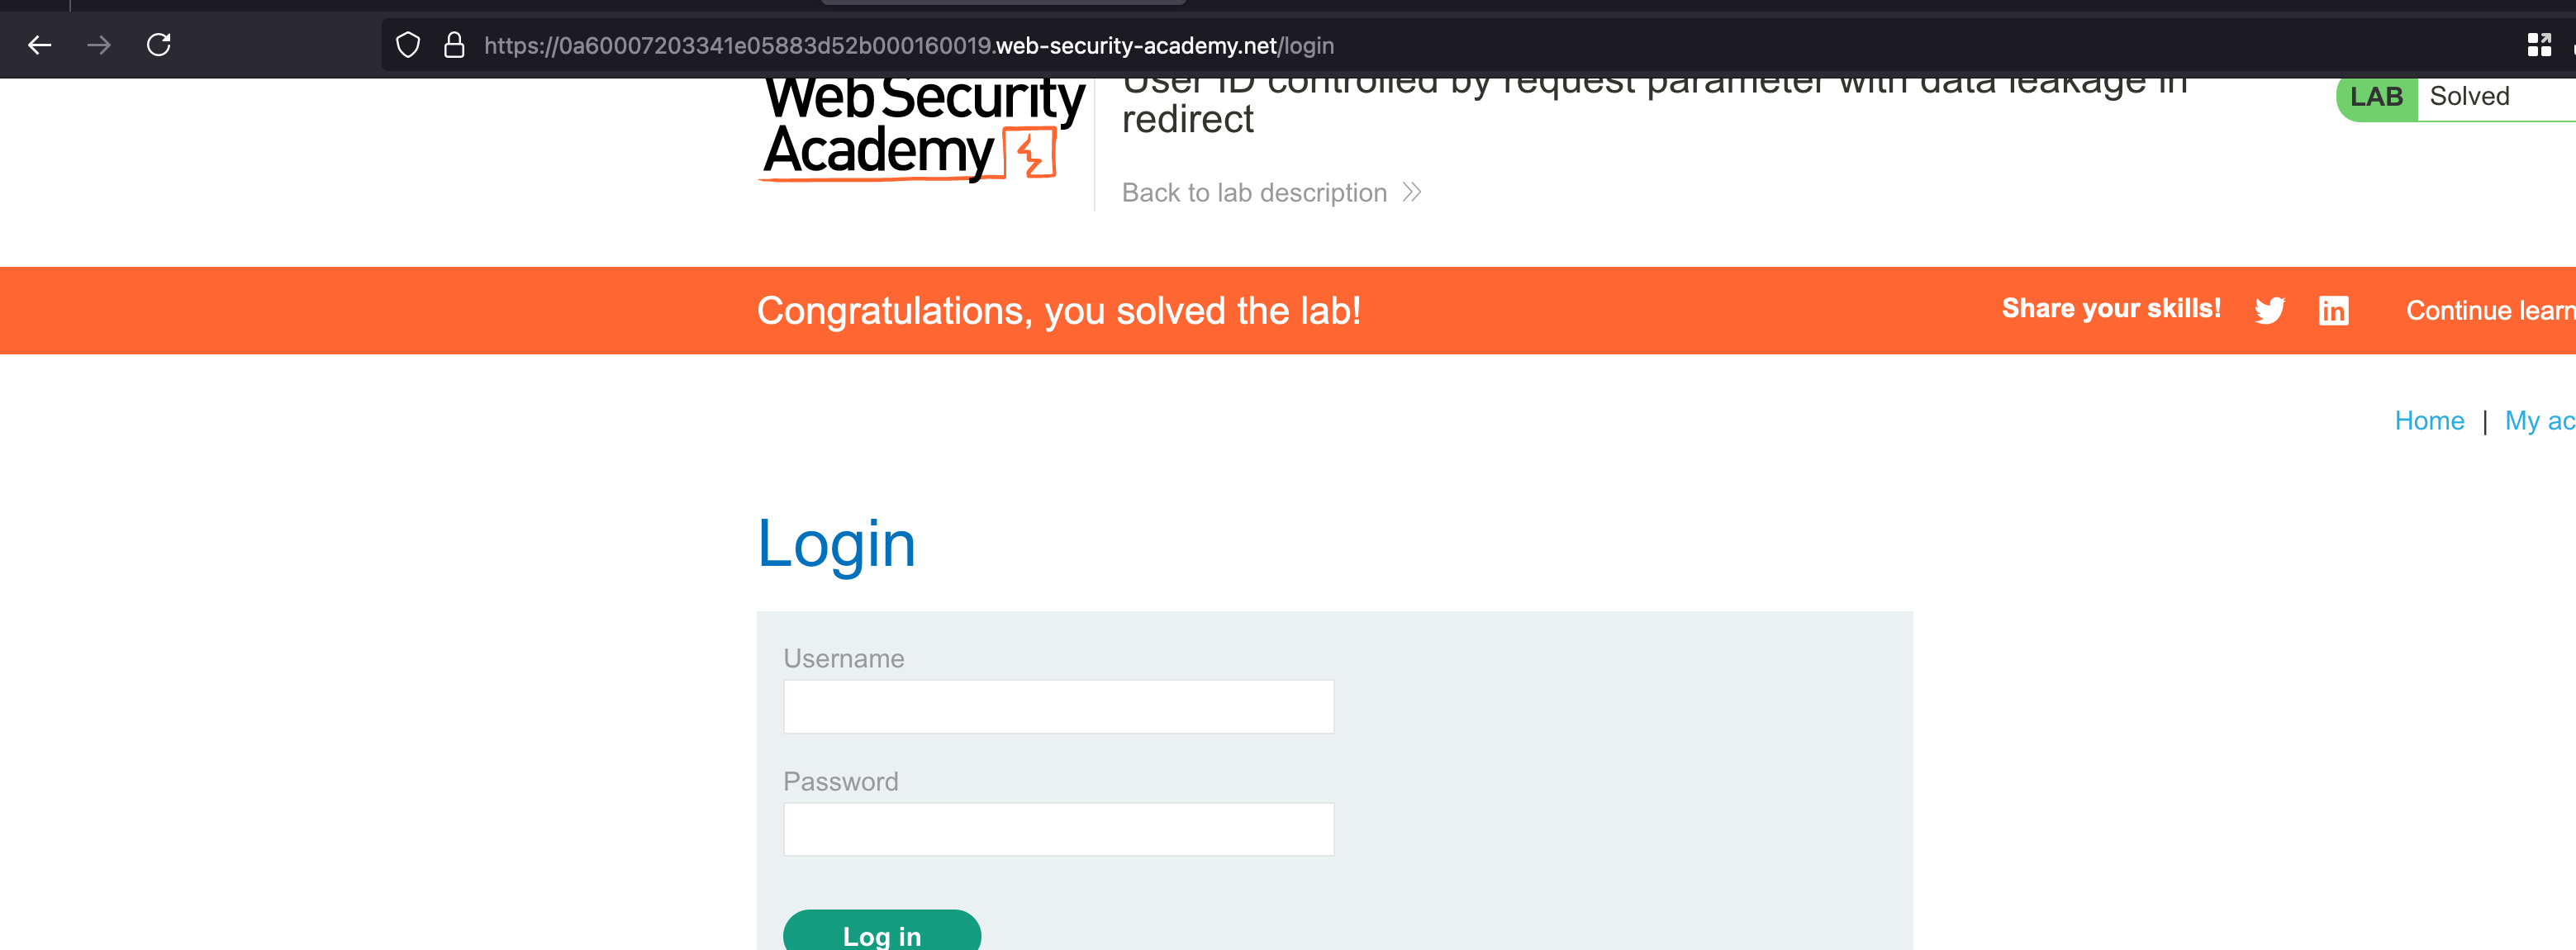 https://0a60007203341e05883d52b000160019.web-security-academy.net/login
Web Security
Academy
User ID controlled by request parameter with data leakage in
redirect
LAB Solved
Back to lab description
Congratulations, you solved the lab!
Share your skills!
Continue learn
Home | My ac
Login
Username
Password
Log in